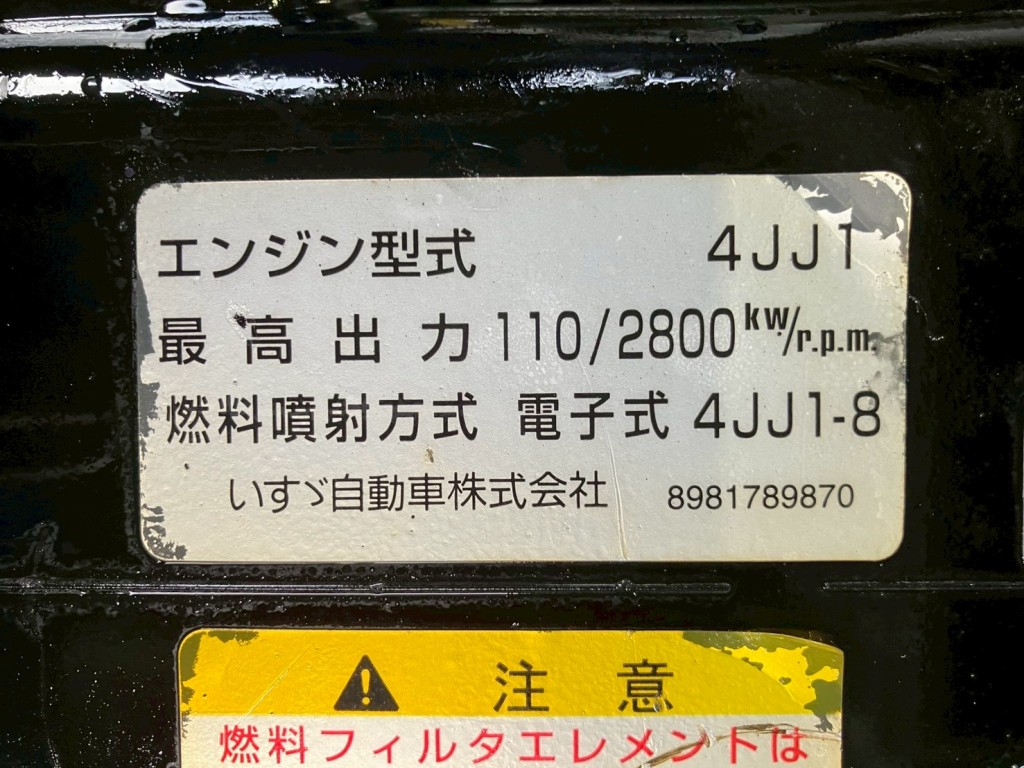 エンジン型式 4JJ1
最高出力 110/2800 kw/r.p.m.
燃料噴射方式 電子式 4JJ1-8
いすゞ自動車株式会社 8981789870
注意
燃料フィルタエレメントは